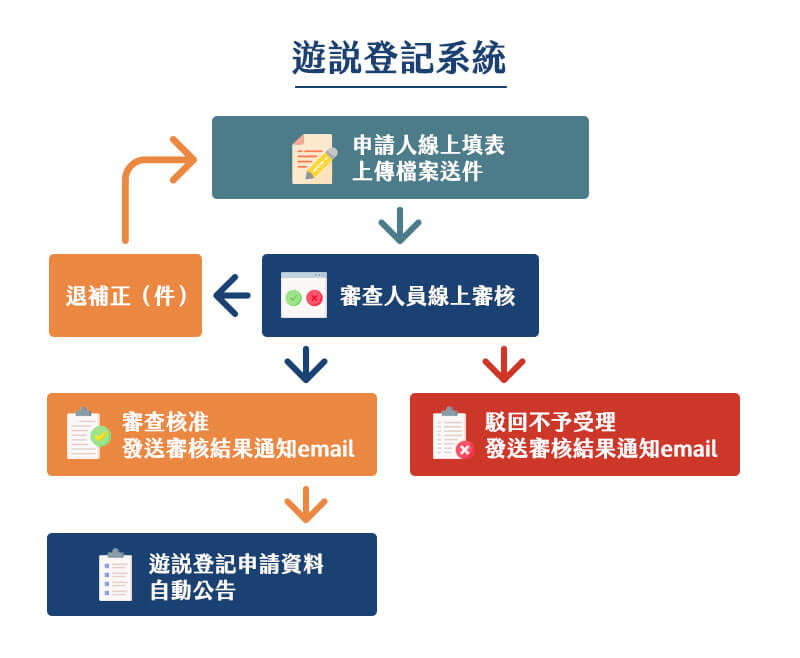 遊説登記系統
申請人線上填表
上傳檔案送件
退補正（件）
審查人員線上審核
審查核准
發送審核結果通知email
駁回不予受理
發送審核結果通知email
遊説登記申請資料
自動公告